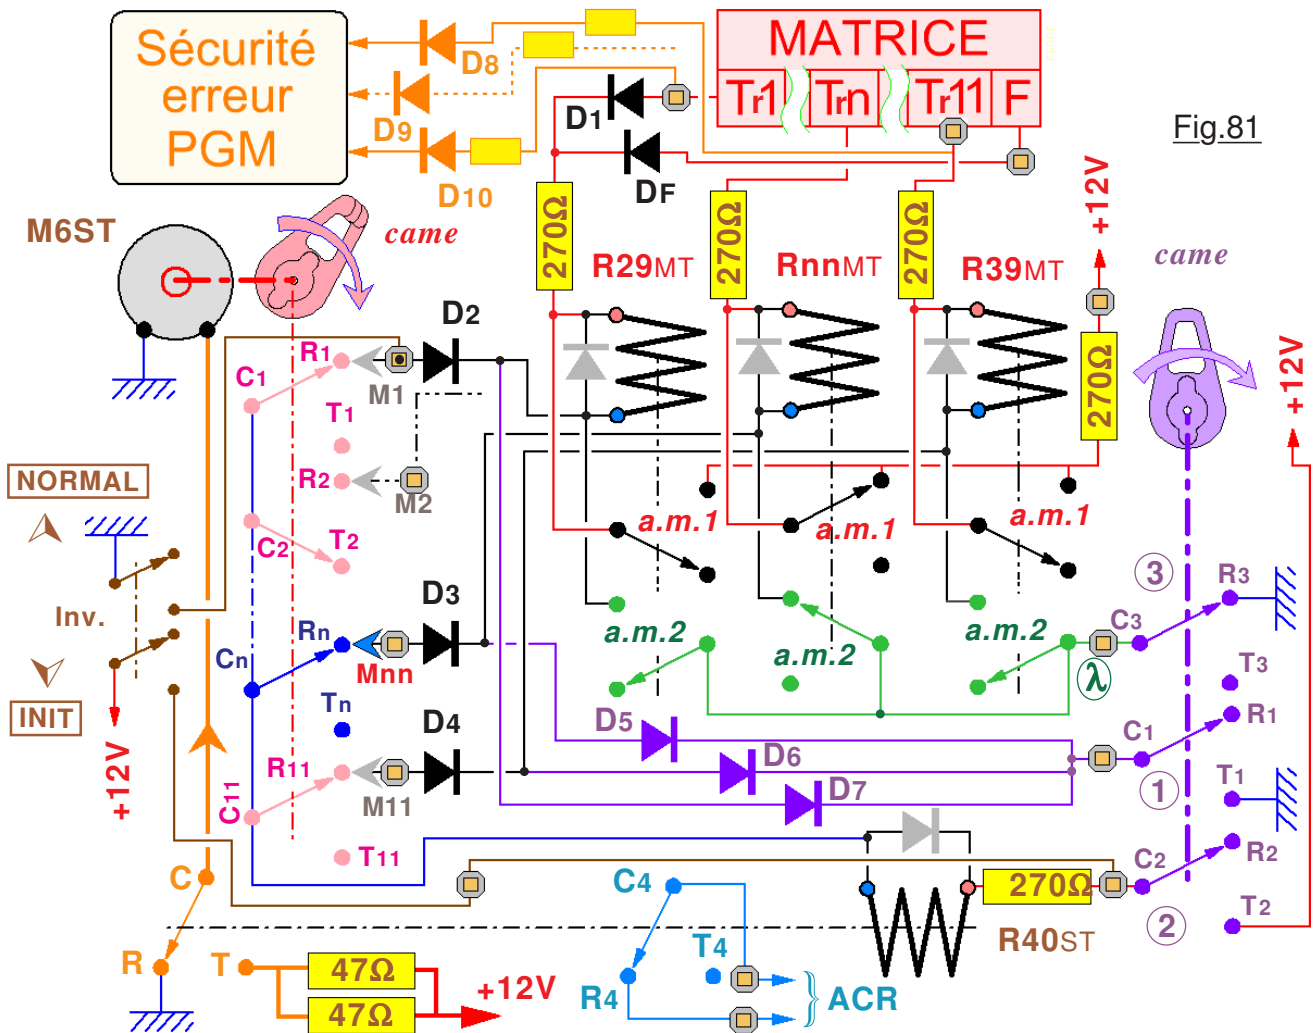 Sécurité
erreur
PGM
D8
D9
D10
D1
DF
MATRICE
Tr1
Trn
Tr11
F
Fig.81
M6ST
came
270Ω
270Ω
270Ω
R29MT
RnnMT
R39MT
+12V
270Ω
came
+12V
D2
R1
C1
M1
T1
R2
M2
C2
T2
a.m.1
a.m.1
a.m.1
NORMAL
Inv.
INIT
+12V
D3
Rn
Cn
Mnn
Tn
a.m.2
a.m.2
a.m.2
λ
3
R3
C3
T3
R1
C1
T1
1
D4
R11
C11
M11
T11
D5
D6
D7
R2
C2
T2
2
270Ω
R40ST
C
R
T
47Ω
47Ω
+12V
C4
T4
R4
ACR